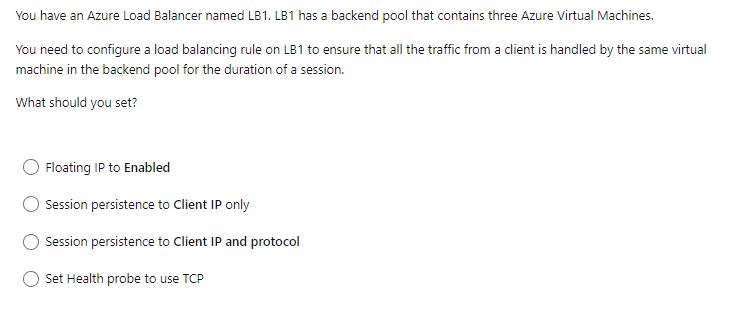 You have an Azure Load Balancer named LB1. LB1 has a backend pool that contains three Azure Virtual Machines.
You need to configure a load balancing rule on LB1 to ensure that all the traffic from a client is handled by the same virtual
machine in the backend pool for the duration of a session.
What should you set?
Floating IP to Enabled
Session persistence to Client IP only
Session persistence to Client IP and protocol
Set Health probe to use TCP